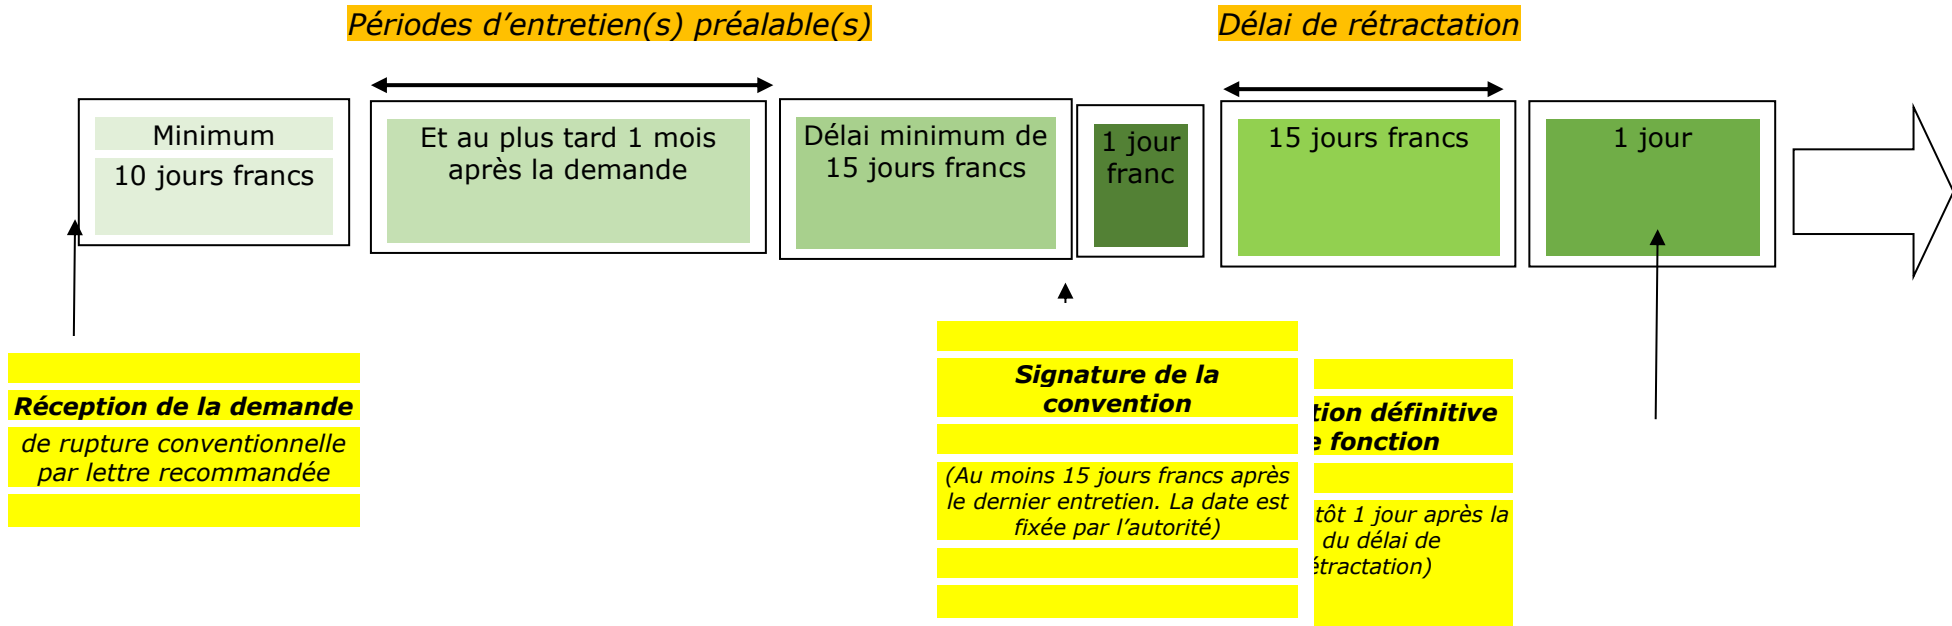 Périodes d’entretien(s) préalable(s)
Délai de rétractation
Minimum
10 jours francs
Et au plus tard 1 mois
après la demande
Délai minimum de
15 jours francs
1 jour
franc
15 jours francs
1 jour
Réception de la demande
de rupture conventionnelle
par lettre recommandée
Signature de la
convention
(Au moins 15 jours francs après
le dernier entretien. La date est
fixée par l’autorité)
tion définitive
fonction
tôt 1 jour après la
du délai de
étractation)